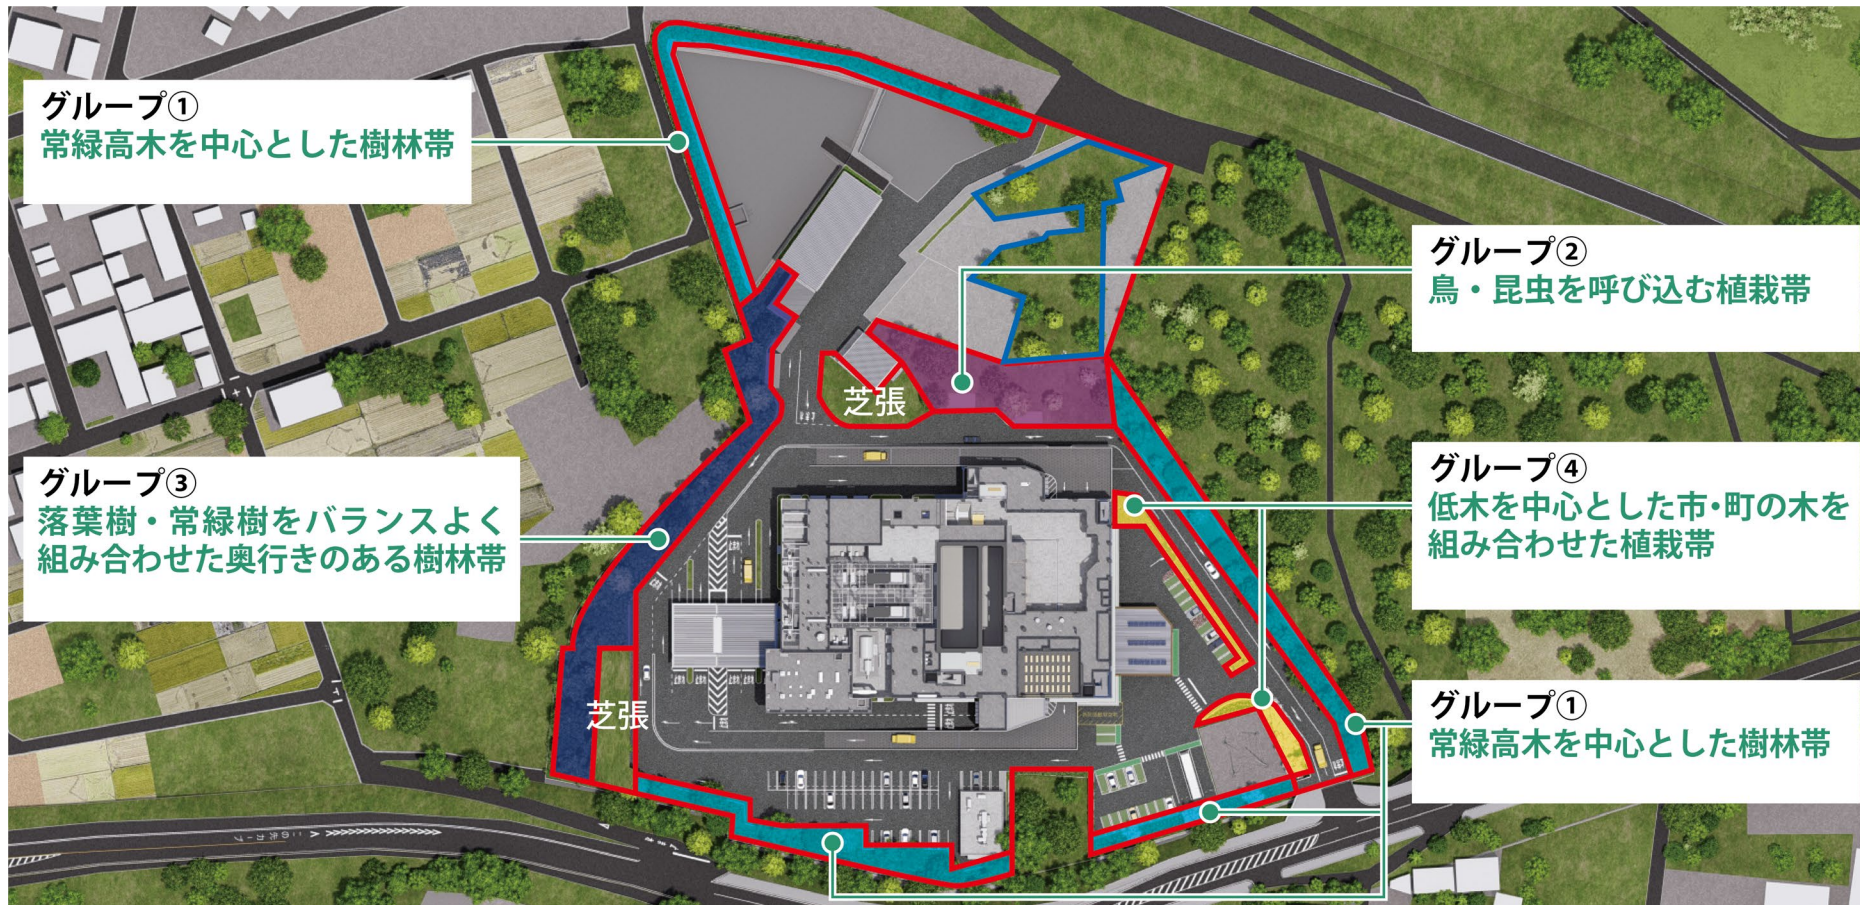 グループ①
常緑高木を中心とした樹林帯
グループ②
鳥・昆虫を呼び込む植栽帯
芝張
グループ③
落葉樹・常緑樹をバランスよく
組み合わせた奥行きのある樹林帯
グループ④
低木を中心とした市・町の木を
組み合わせた植栽帯
芝張
グループ①
常緑高木を中心とした樹林帯
この先カーブ